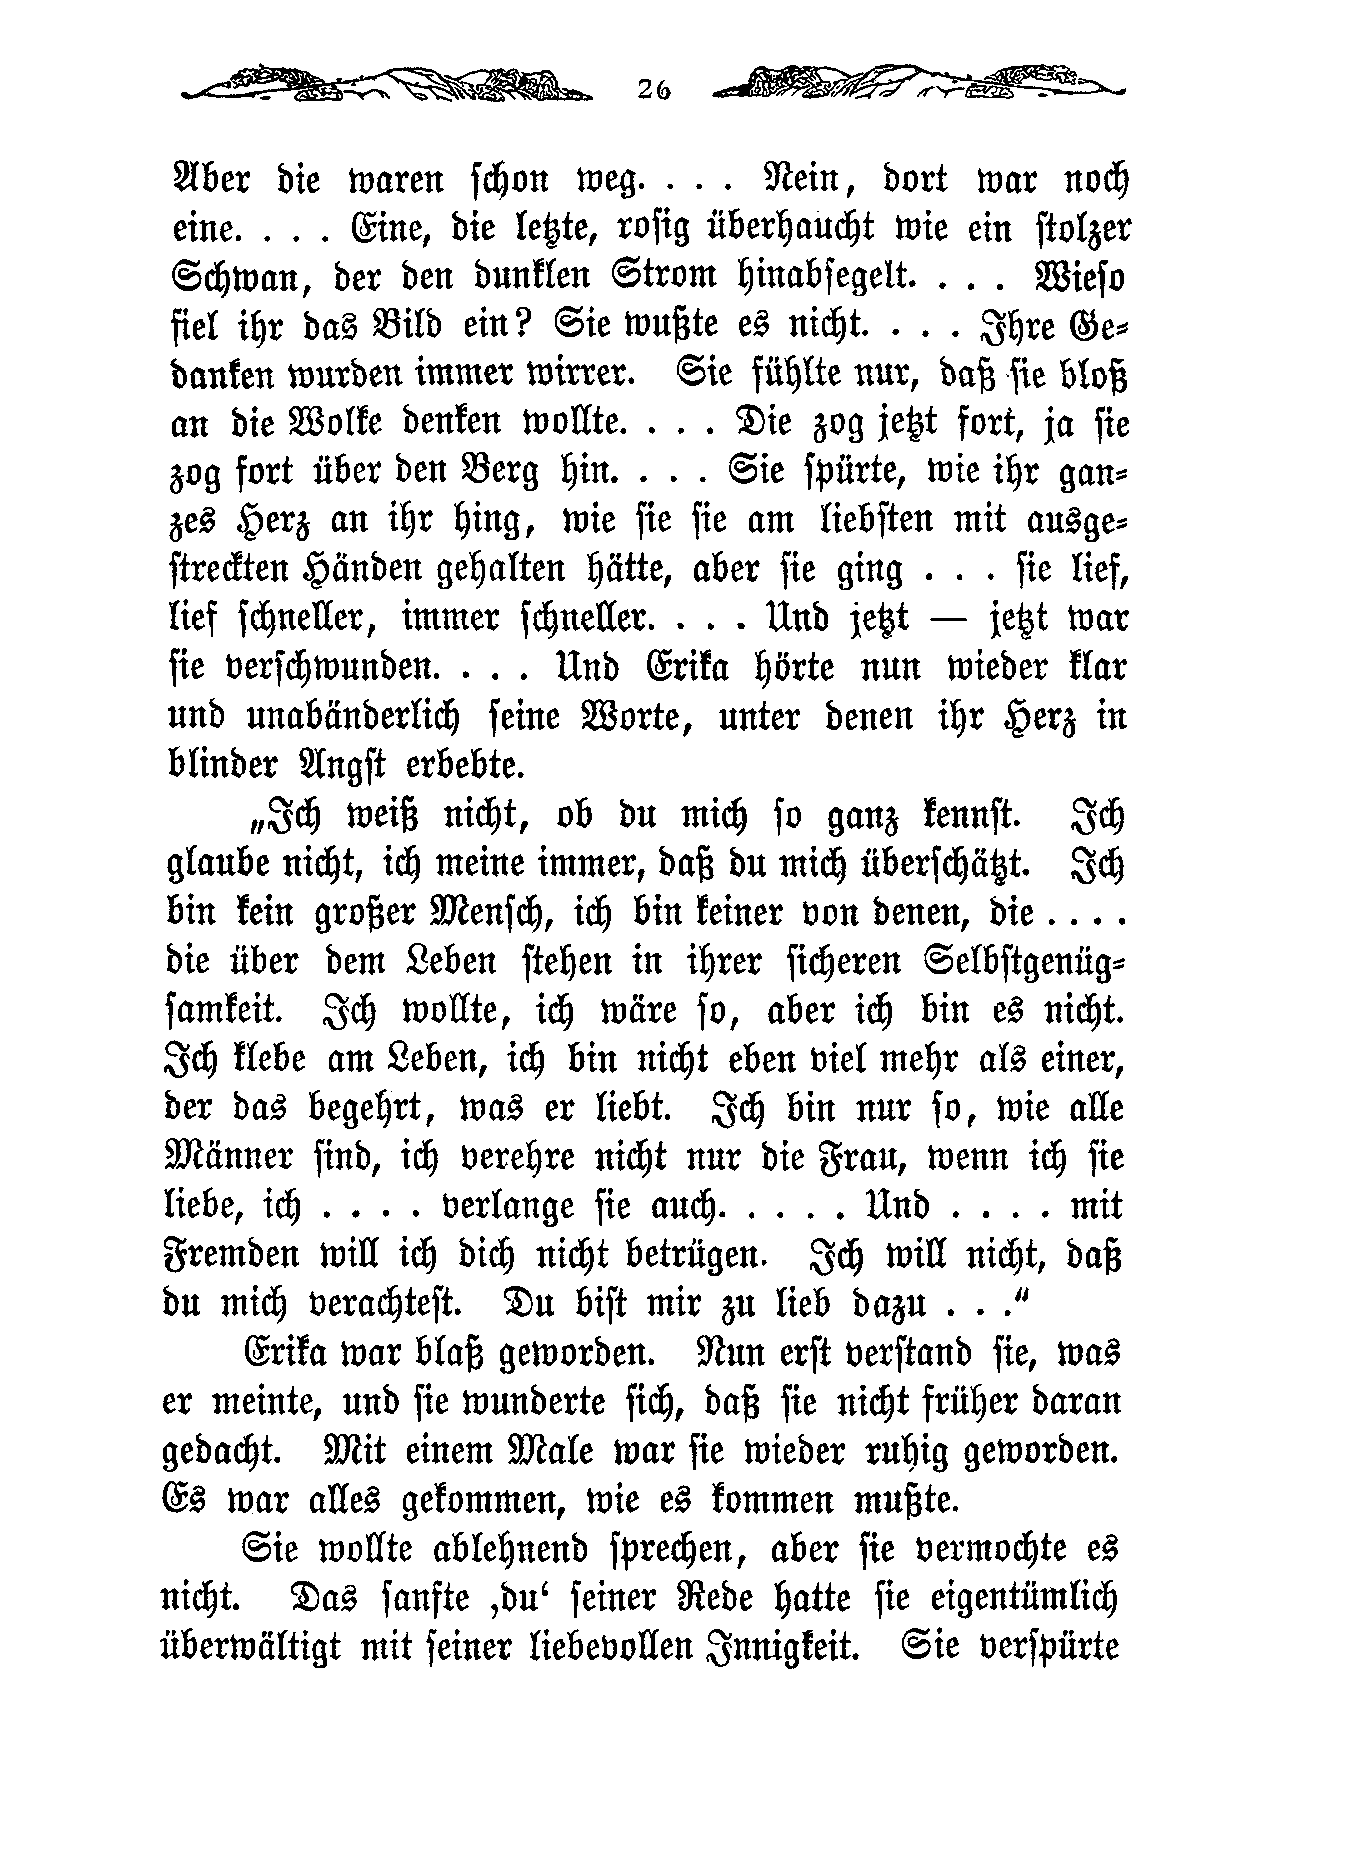 26
Aber die waren schon weg. . . . Nein, dort war noch
eine. . . . Eine, die letzte, rosig überhaucht wie ein stolzer
Schwan, der den dunklen Strom hinabsegelt. . . . Wieso
fiel ihr das Bild ein? Sie wußte es nicht. . . . Ihre Ge-
danken wurden immer wirrer. Sie fühlte nur, daß sie bloß
an die Wolke denken wollte. . . . Die zog jetzt fort, ja sie
zog fort über den Berg hin. . . . Sie spürte, wie ihr gan-
zes Herz an ihr hing, wie sie sie am liebsten mit ausge-
streckten Händen gehalten hätte, aber sie ging . . . sie lief,
lief schneller, immer schneller. . . . Und jetzt — jetzt war
sie verschwunden. . . . Und Erika hörte nun wieder klar
und unabänderlich seine Worte, unter denen ihr Herz in
blinder Angst erbebte.
„Ich weiß nicht, ob du mich so ganz kennst. Ich
glaube nicht, ich meine immer, daß du mich überschätzt. Ich
bin kein großer Mensch, ich bin keiner von denen, die . . . .
die über dem Leben stehen in ihrer sicheren Selbstgenüg-
samkeit. Ich wollte, ich wäre so, aber ich bin es nicht.
Ich klebe am Leben, ich bin nicht eben viel mehr als einer,
der das begehrt, was er liebt. Ich bin nur so, wie alle
Männer sind, ich verehre nicht nur die Frau, wenn ich sie
liebe, ich . . . . verlange sie auch. . . . . Und . . . . mit
Fremden will ich dich nicht betrügen. Ich will nicht, daß
du mich verachtest. Du bist mir zu lieb dazu . . .“
Erika war blaß geworden. Nun erst verstand sie, was
er meinte, und sie wunderte sich, daß sie nicht früher daran
gedacht. Mit einem Male war sie wieder ruhig geworden.
Es war alles gekommen, wie es kommen mußte.
Sie wollte ablehnend sprechen, aber sie vermochte es
nicht. Das sanfte ‚du‘ seiner Rede hatte sie eigentümlich
überwältigt mit seiner liebevollen Innigkeit. Sie verspürte